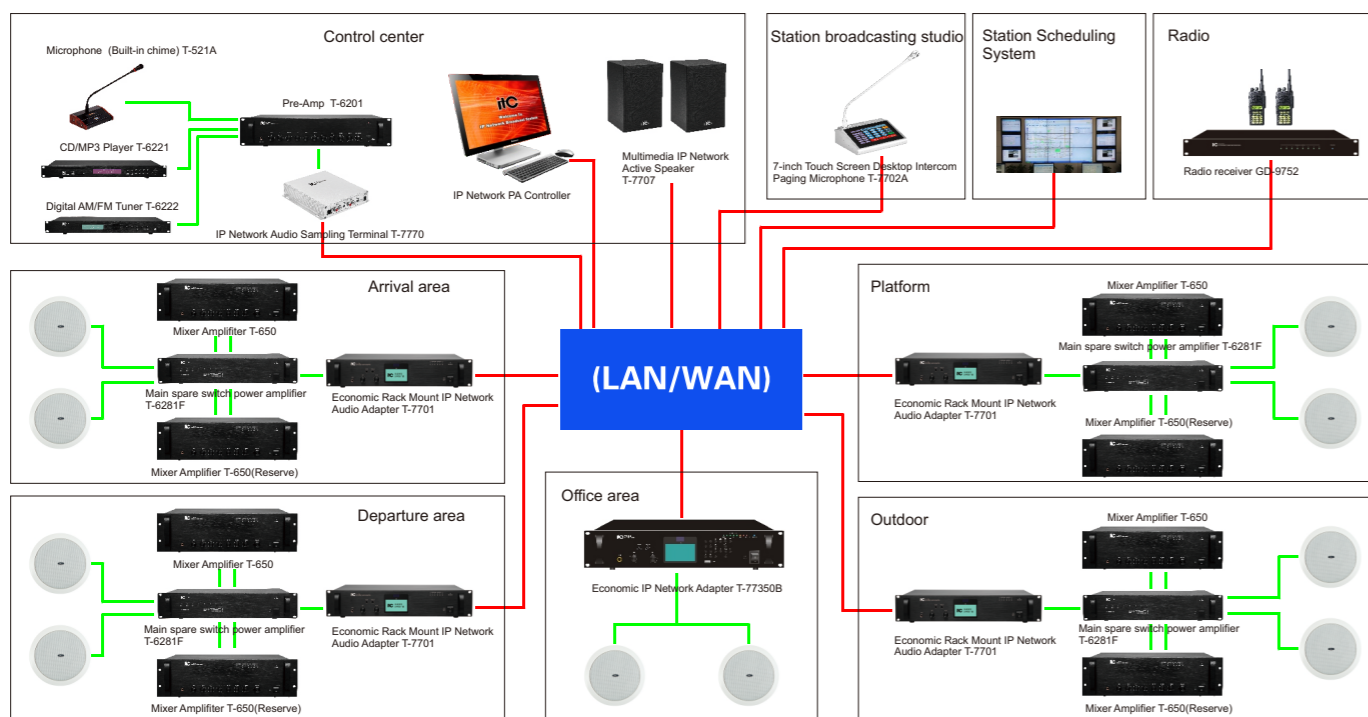 Control center
Microphone (Built-in chime) T-521A
Pre-Amp T-6201
CD/MP3 Player T-6221
Digital AM/FM Tuner T-6222
IP Network Audio Sampling Terminal T-7770
itC
IP Network PA Controller
Multimedia IP Network
Active Speaker
T-7707
Station broadcasting studio
7-inch Touch Screen Desktop Intercom
Paging Microphone T-7702A
Station Scheduling
System
Radio
Radio receiver GD-9752
Arrival area
Mixer Amplifiter T-650
Main spare switch power amplifier
T-6281F
Economic Rack Mount IP Network
Audio Adapter T-7701
Mixer Amplifier T-650(Reserve)
(LAN/WAN)
Platform
Mixer Amplifier T-650
Main spare switch power amplifier T-6281F
Economic Rack Mount IP Network
Audio Adapter T-7701
Mixer Amplifier T-650(Reserve)
Departure area
Mixer Amplifier T-650
Main spare switch power amplifier
T-6281F
Economic Rack Mount IP Network
Audio Adapter T-7701
Mixer Amplifiter T-650(Reserve)
Office area
Economic IP Network Adapter T-77350B
Outdoor
Mixer Amplifier T-650
Main spare switch power amplifier
T-6281F
Economic Rack Mount IP Network
Audio Adapter T-7701
Mixer Amplifier T-650(Reserve)